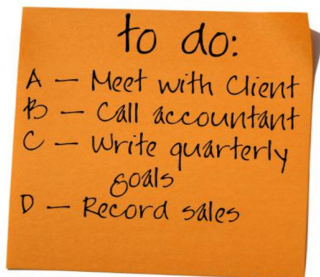 to do:
A — Meet with Client
B — Call accountant
C — Write quarterly
goals
D — Record sales